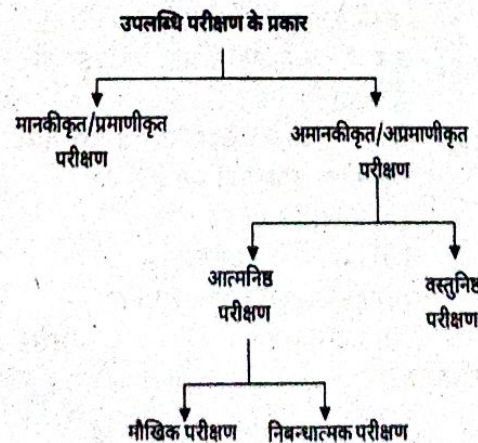 उपलब्धि परीक्षण के प्रकार
मानकीकृत/प्रमाणीकृत
परीक्षण
अमानकीकृत/अप्रमाणीकृत
परीक्षण
आत्मनिष्ठ
परीक्षण
वस्तुनिष्ठ
परीक्षण
मौखिक परीक्षण निबन्धात्मक परीक्षण